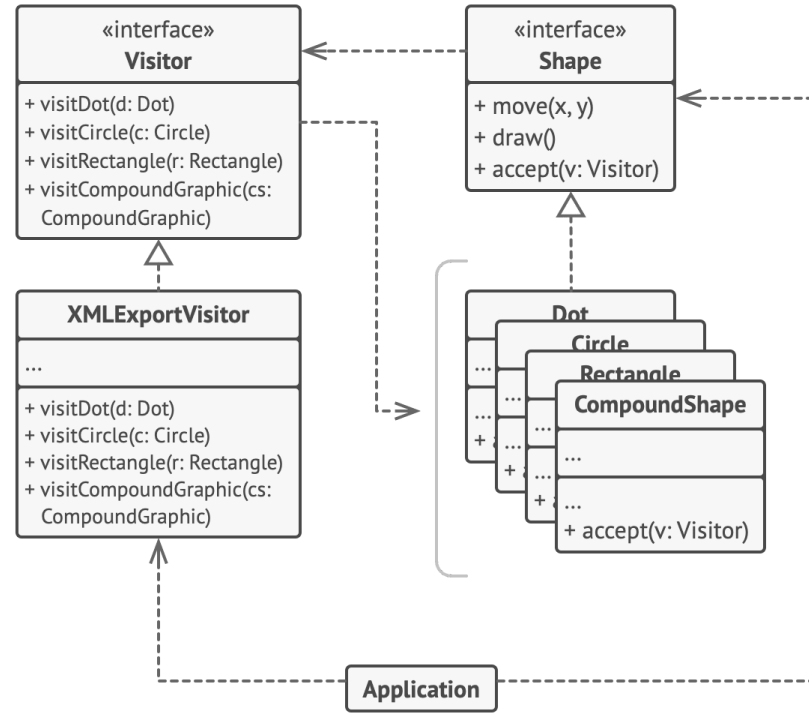 «interface»
Visitor
+ visitDot(d: Dot)
+ visitCircle(c: Circle)
+ visitRectangle(r: Rectangle)
+ visitCompoundGraphic(cs:
CompoundGraphic)
«interface»
Shape
+ move(x, y)
+ draw()
+ accept(v: Visitor)
XMLExportVisitor
...
+ visitDot(d: Dot)
+ visitCircle(c: Circle)
+ visitRectangle(r: Rectangle)
+ visitCompoundGraphic(cs:
CompoundGraphic)
Dot
...
...
+
Circle
...
...
+
Rectangle
...
...
+
CompoundShape
...
...
+ accept(v: Visitor)
Application